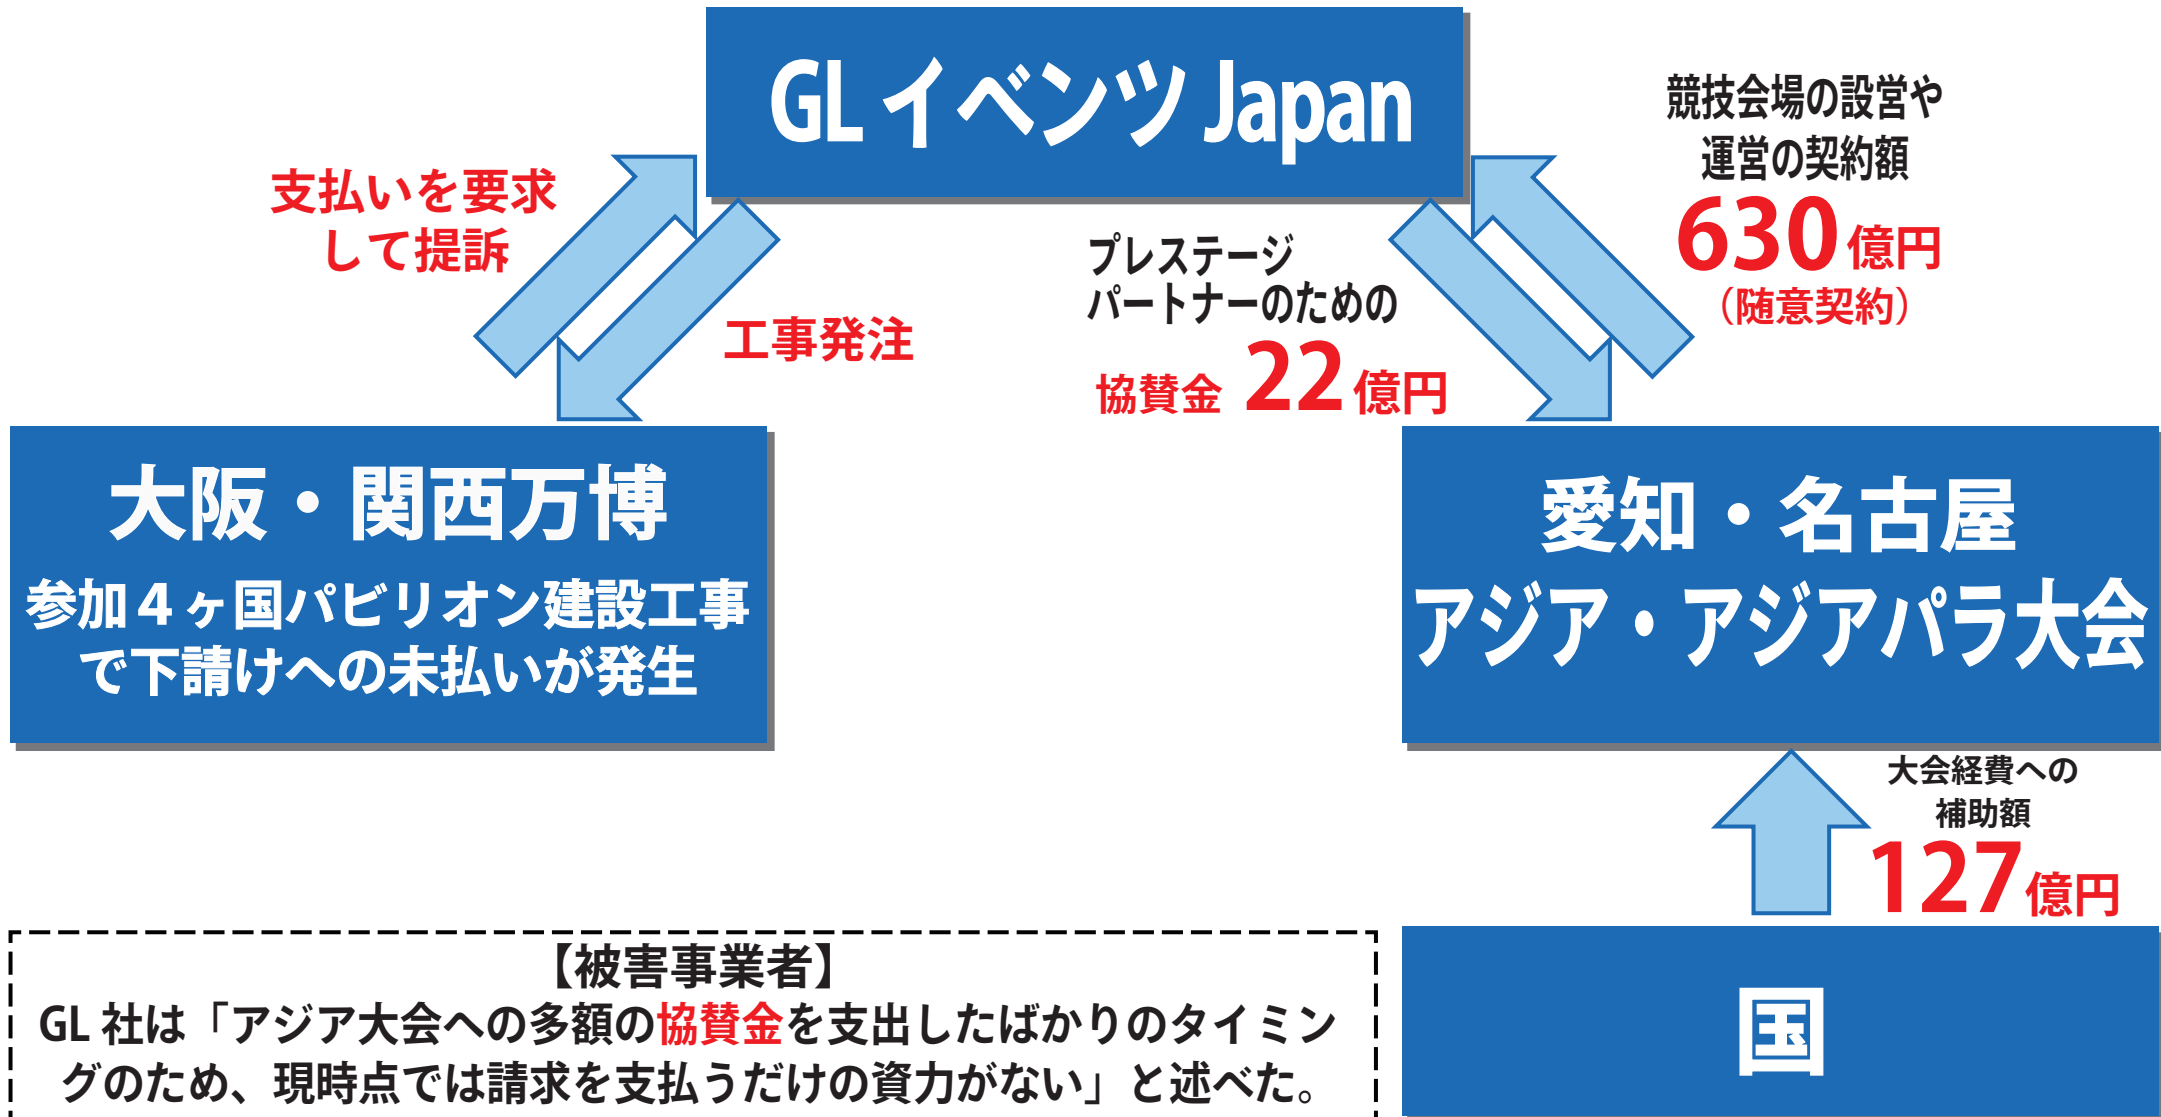 GL イベンツ Japan
支払いを要求
して提訴
工事発注
プレステージ
パートナーのための
協賛金 22 億円
競技会場の設営や
運営の契約額
630 億円
（随意契約）
大阪・関西万博
参加４ヶ国パビリオン建設工事
で下請けへの未払いが発生
愛知・名古屋
アジア・アジアパラ大会
大会経費への
補助額
127 億円
国
【被害事業者】
GL 社は「アジア大会への多額の協賛金を支出したばかりのタイミン
グのため、現時点では請求を支払うだけの資力がない」と述べた。